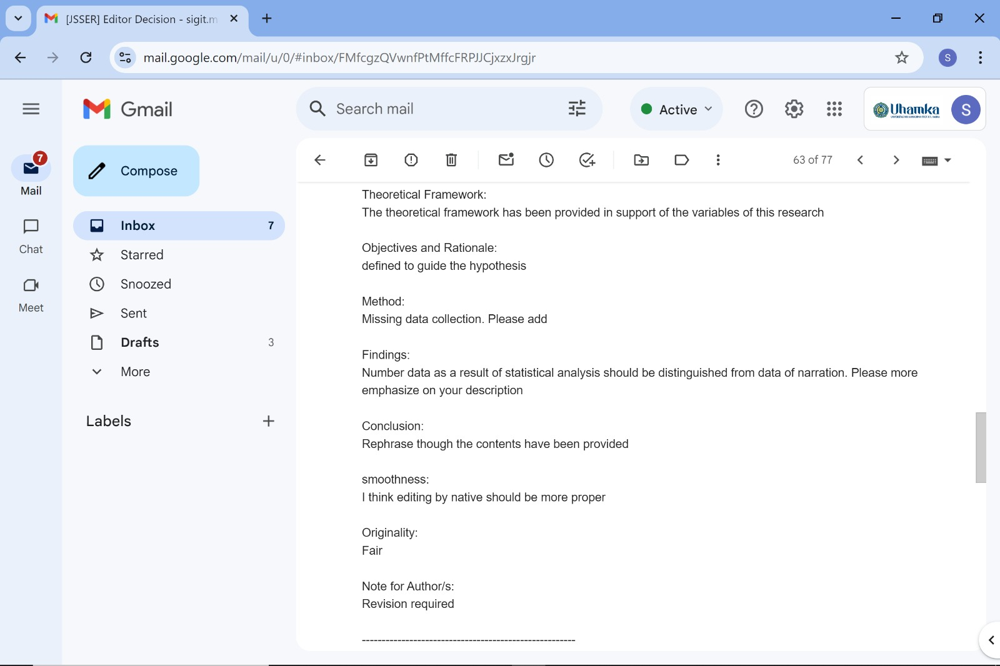 [JSSER] Editor Decision - sigit.m
mail.google.com/mail/u/0/#inbox/FMfcgzQVwnfPtMffcFRPJJCjxzxJrgjr
S
Gmail
Search mail
Active
Uhamka
S
7
Mail
Chat
Meet
Compose
Inbox 7
Starred
Snoozed
Sent
Drafts 3
More
Labels
63 of 77
Theoretical Framework:
The theoretical framework has been provided in support of the variables of this research
Objectives and Rationale:
defined to guide the hypothesis
Method:
Missing data collection. Please add
Findings:
Number data as a result of statistical analysis should be distinguished from data of narration. Please more
emphasize on your description
Conclusion:
Rephrase though the contents have been provided
smoothness:
I think editing by native should be more proper
Originality:
Fair
Note for Author/s:
Revision required
------------------------------------------------------